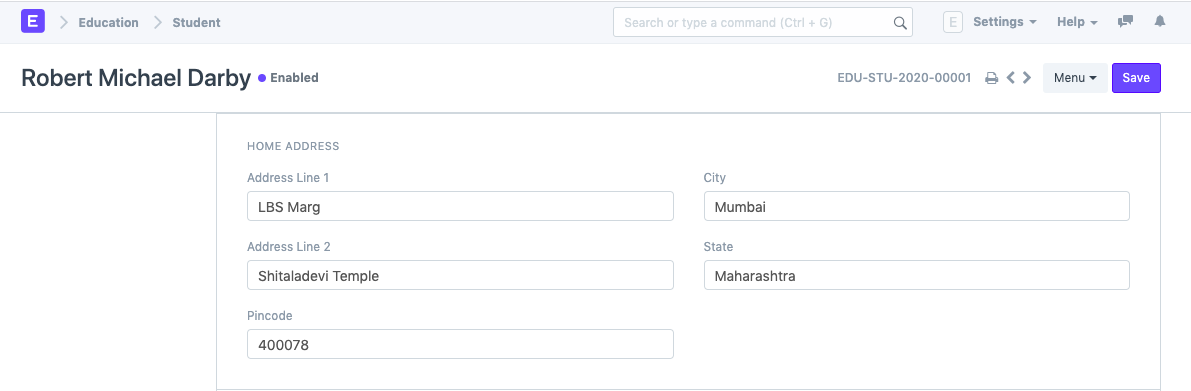 E Education Student Search or type a command (Ctrl + G) E Settings Help
Robert Michael Darby Enabled EDU-STU-2020-00001 Menu Save
HOME ADDRESS
Address Line 1 City
LBS Marg Mumbai
Address Line 2 State
Shitaladevi Temple Maharashtra
Pincode
400078